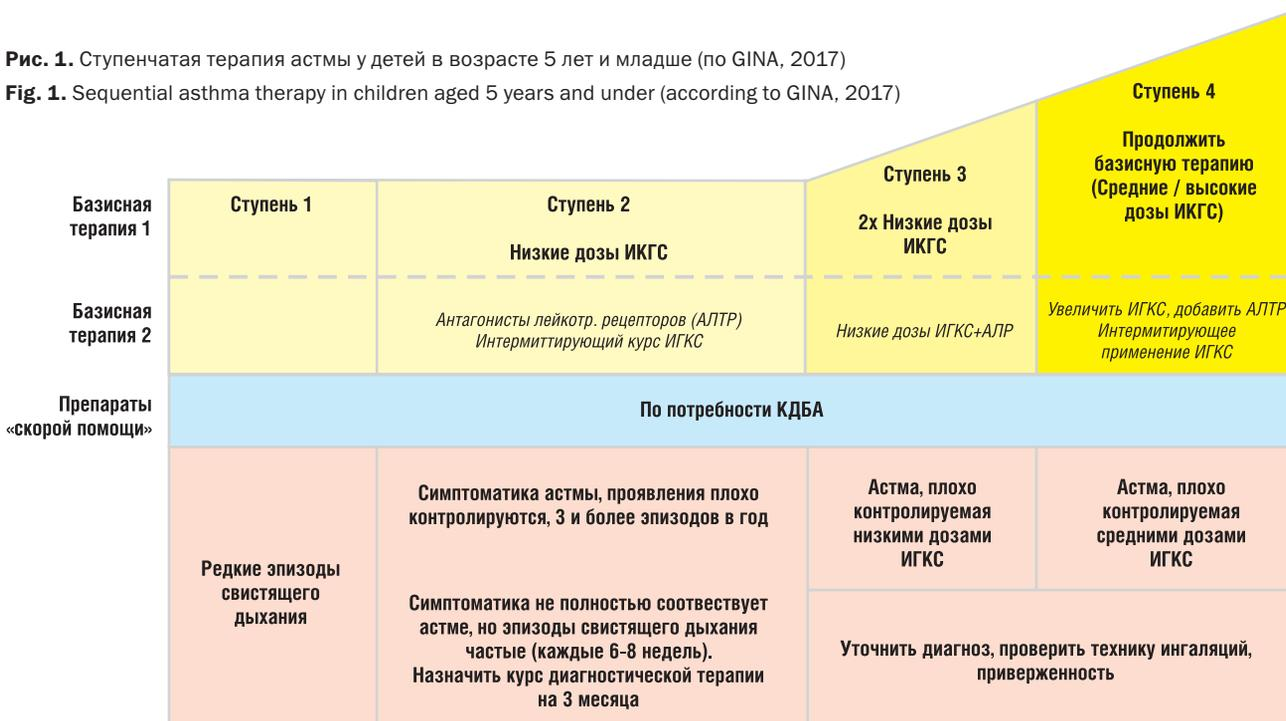 Рис. 1. Ступенчатая терапия астмы у детей в возрасте 5 лет и младше (по GINA, 2017)
Fig. 1. Sequential asthma therapy in children aged 5 years and under (according to GINA, 2017)
Базисная
терапия 1
Ступень 1
Ступень 2
Низкие дозы ИКГС
Ступень 3
2х Низкие дозы
ИКГС
Ступень 4
Продолжить
базисную терапию
(Средние / высокие
дозы ИКГС)
Базисная
терапия 2
Антагонисты лейкотр. рецепторов (АЛТР)
Интермиттирующий курс ИГКС
Низкие дозы ИГКС+АЛР
Увеличить ИГКС, добавить АЛТР
Интермитирующее
применение ИГКС
Препараты
«скорой помощи»
По потребности КДБА
Редкие эпизоды
свистящего
дыхания
Симптоматика астмы, проявления плохо
контролируются, 3 и более эпизодов в год
Симптоматика не полностью соотвествует
астме, но эпизоды свистящего дыхания
частые (каждые 6-8 недель).
Назначить курс диагностической терапии
на 3 месяца
Астма, плохо
контролируемая
низкими дозами
ИГКС
Астма, плохо
контролируемая
средними дозами
ИГКС
Уточнить диагноз, проверить технику ингаляций,
приверженность